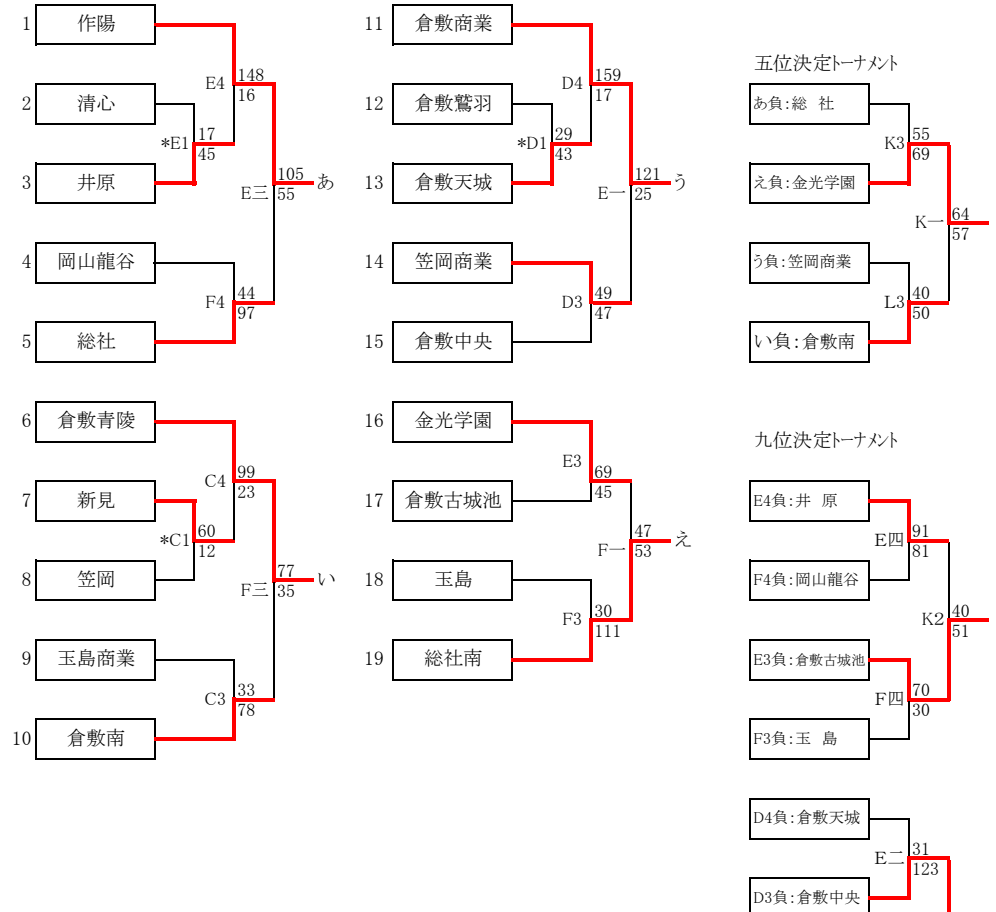 1 作陽
E4 148
16
2 清心
*E1 17
45
3 井原
E三 105 あ
55
4 岡山龍谷
F4 44
97
5 総社
6 倉敷青陵
C4 99
23
7 新見
*C1 60
12
8 笠岡
F三 77 い
35
9 玉島商業
C3 33
78
10 倉敷南
11 倉敷商業
D4 159
17
12 倉敷鷲羽
*D1 29
43
13 倉敷天城
E一 121 う
25
14 笠岡商業
D3 49
47
15 倉敷中央
16 金光学園
E3 69
45
17 倉敷古城池
F一 47 え
53
18 玉島
F3 30
111
19 総社南
五位決定トーナメント
あ負:総 社
K3 55
69
え負:金光学園
K一 64
57
う負:笠岡商業
L3 40
50
い負:倉敷南
九位決定トーナメント
E4負:井 原
E四 91
81
F4負:岡山龍谷
K2 40
51
E3負:倉敷古城池
F四 70
30
F3負:玉 島
D4負:倉敷天城
E二 31
123
D3負:倉敷中央